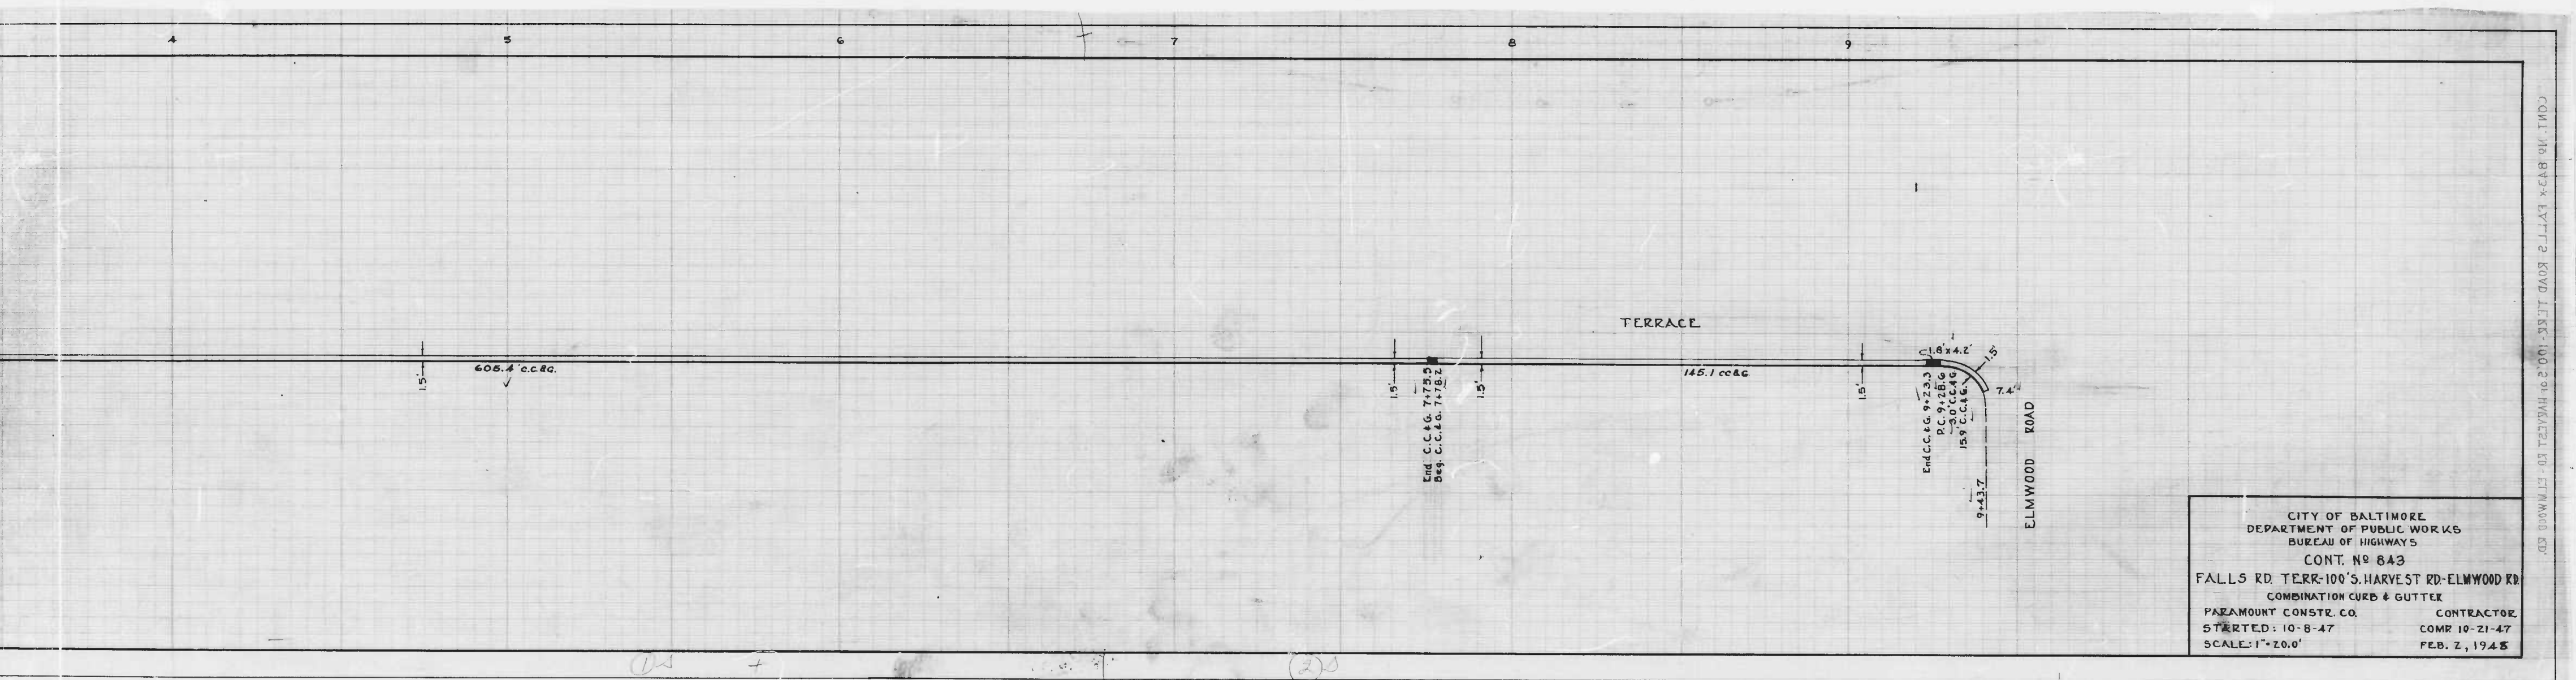 4 5 6 7 8 9
TERRACE
605.4' C.C.&G.
145.1 CC&G
1.5'
1.5'
1.5'
1.5'
End C.C.&G. 7+75.5
Beg. C.C.&G. 7+78.2
1.8' x 4.2'
1.5'
7.4'
End C.C.&G. 9+23.3
P.C. 9+28.6
3.0' C.C.&G.
15.9' C.C.&G.
9+43.7
ELMWOOD ROAD
CONT. Nº 843 * FALLS ROAD TERR-100'S. OF HARVEST RD-ELMWOOD RD.
CITY OF BALTIMORE
DEPARTMENT OF PUBLIC WORKS
BUREAU OF HIGHWAYS
CONT. Nº 843
FALLS RD. TERR-100'S. HARVEST RD.-ELMWOOD RD.
COMBINATION CURB & GUTTER
PARAMOUNT CONSTR. CO. CONTRACTOR
STARTED: 10-8-47 COMP. 10-21-47
SCALE: 1"=20.0' FEB. 2, 1948
1
2